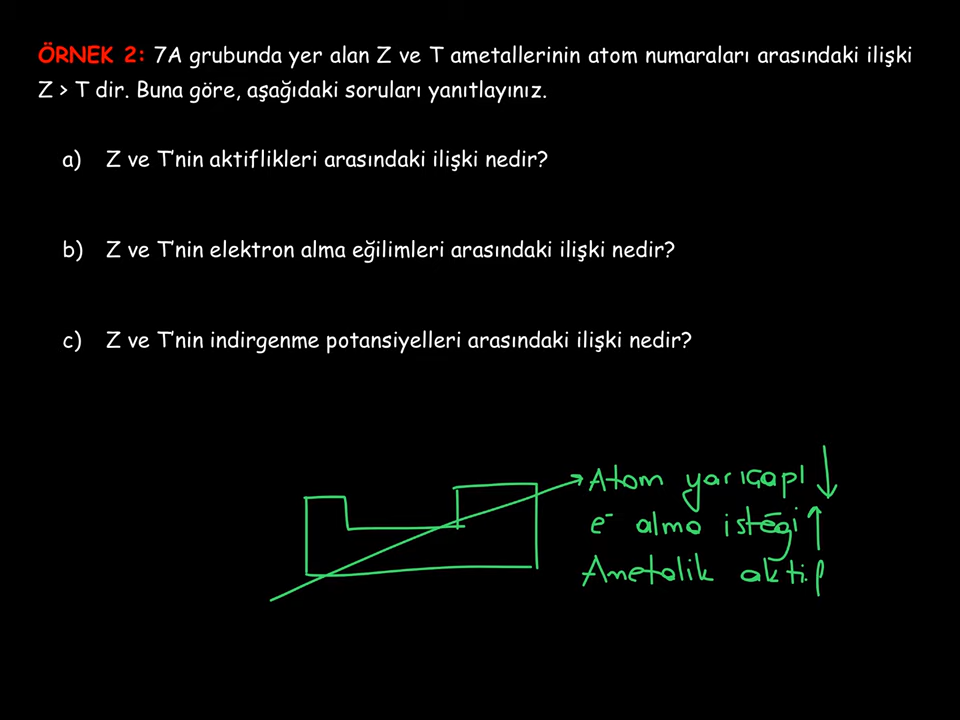 ÖRNEK 2: 7A grubunda yer alan Z ve T ametallerinin atom numaraları arasındaki ilişki
Z > T dir. Buna göre, aşağıdaki soruları yanıtlayınız.
a) Z ve T'nin aktiflikleri arasındaki ilişki nedir?
b) Z ve T'nin elektron alma eğilimleri arasındaki ilişki nedir?
c) Z ve T'nin indirgenme potansiyelleri arasındaki ilişki nedir?
Atom yarıçapı ↓
e⁻ alma isteği ↑
Ametalik aktif